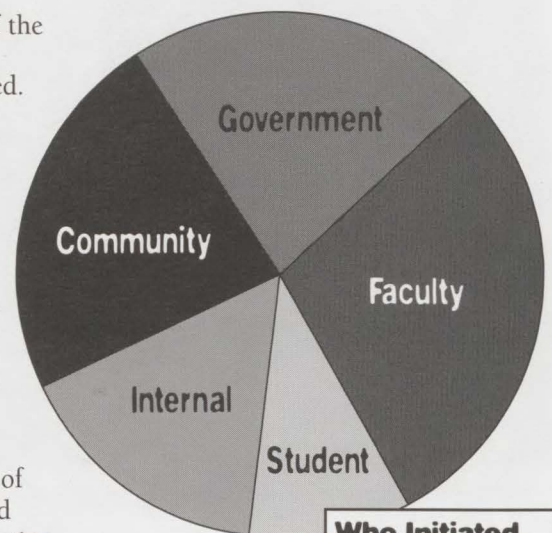 the
ed.
Government
Community
Faculty
Internal
Student
of
d
Who Initiated